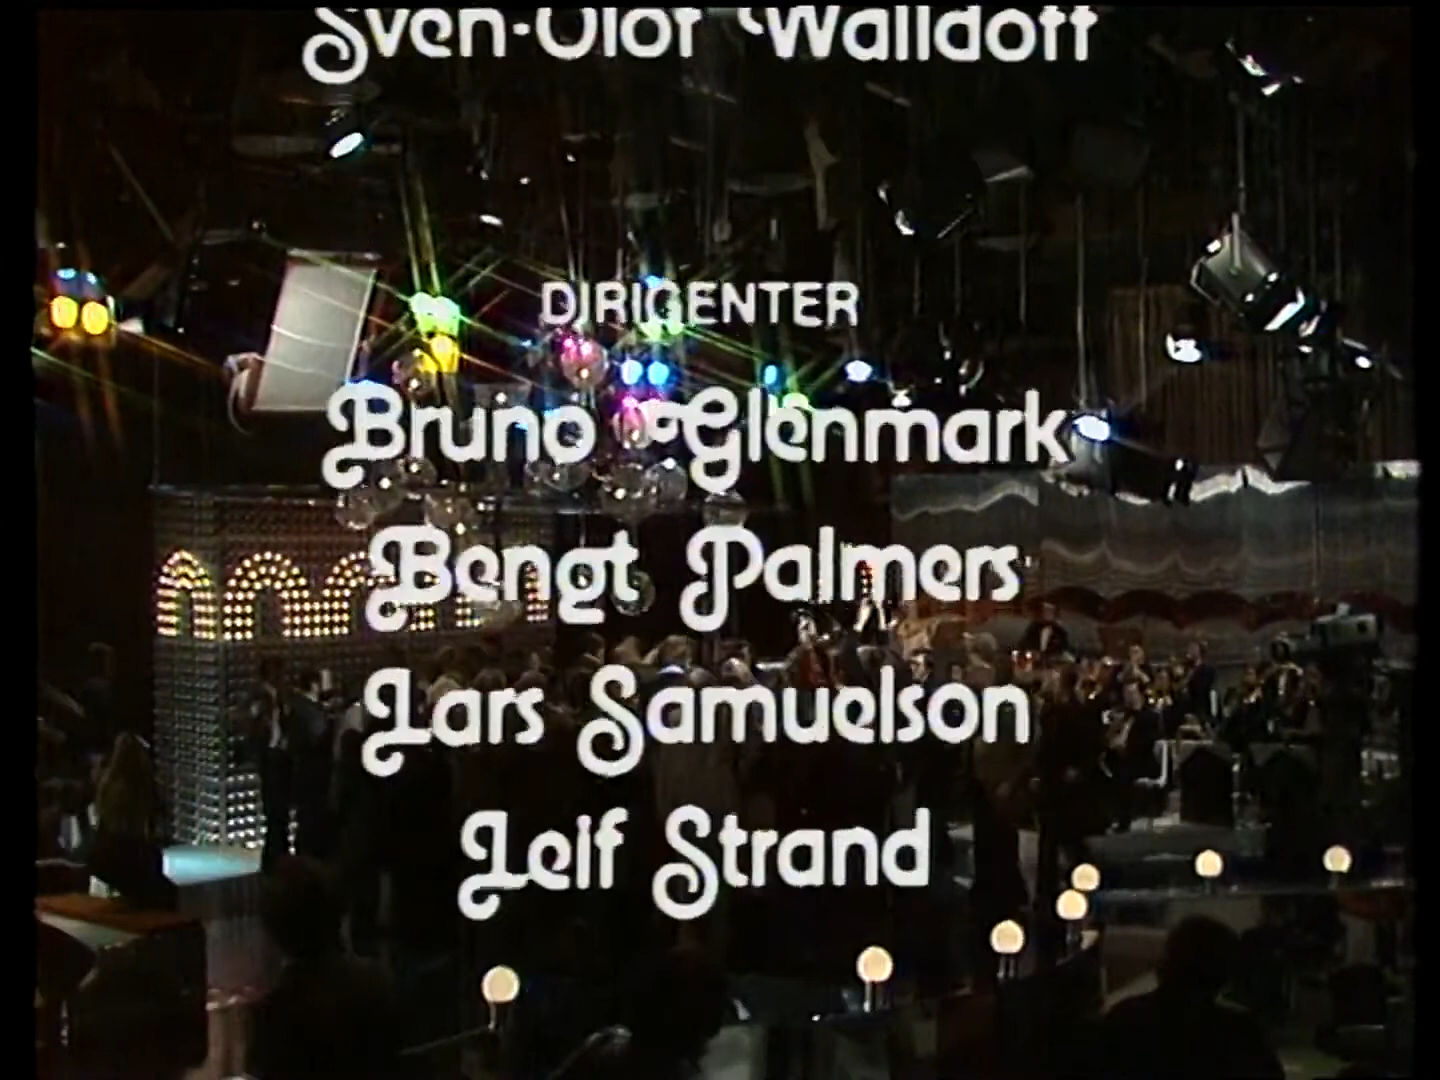 Sven-Olof Walldoff
DIRIGENTER
Bruno Glenmark
Bengt Palmers
Lars Samuelson
Leif Strand